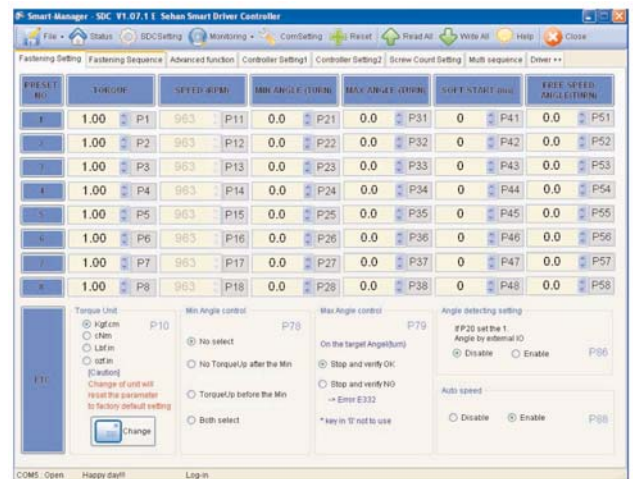 Smart-Manager - SDC V1.07.1 E Sehan Smart Driver Controller
File Status SDCSetting Monitoring ComSetting Reset Read All Write All Help Close
Fastening Setting Fastening Sequence Advanced function Controller Setting1 Controller Setting2 Screw Count Setting Multi sequence Driver ++
PRESET NO. TORQUE SPEED (RPM) MIN ANGLE (TURN) MAX ANGLE (TURN) SOFT START (ms) FREE SPEED ANGLE(TURN)
1 1.00 P1 963 P11 0.0 P21 0.0 P31 0 P41 0.0 P51
2 1.00 P2 963 P12 0.0 P22 0.0 P32 0 P42 0.0 P52
3 1.00 P3 963 P13 0.0 P23 0.0 P33 0 P43 0.0 P53
4 1.00 P4 963 P14 0.0 P24 0.0 P34 0 P44 0.0 P54
5 1.00 P5 963 P15 0.0 P25 0.0 P35 0 P45 0.0 P55
6 1.00 P6 963 P16 0.0 P26 0.0 P36 0 P46 0.0 P56
7 1.00 P7 963 P17 0.0 P27 0.0 P37 0 P47 0.0 P57
8 1.00 P8 963 P18 0.0 P28 0.0 P38 0 P48 0.0 P58
ETC
Torque Unit
Kgf.cm P10
cNm
Lbf.in
ozf.in
[Caution]
Change of unit will
reset the parameter
to factory default setting
Change
Min Angle control
P78
No select
No TorqueUp after the Min
TorqueUp before the Min
Both select
Max Angle control
P79
On the target Angle(turn)
Stop and verify OK
Stop and verify NG
-> Error E332
* key in '0' not to use
Angle detecting setting
If P20 set the 1.
Angle by external IO
Disable Enable P86
Auto speed
Disable Enable P88
COM5 : Open Happy day!!! Log-in